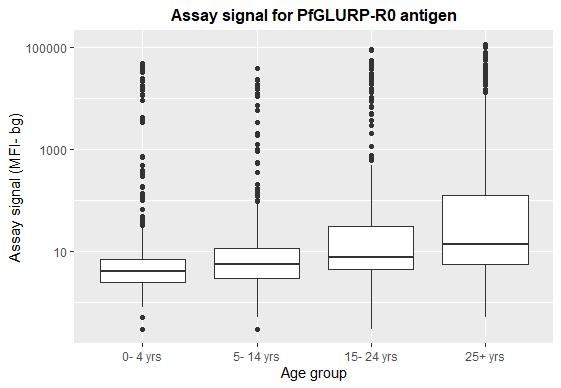 Assay signal for PfGLURP-R0 antigen
Assay signal (MFI- bg)
100000
1000
10
0- 4 yrs
5- 14 yrs
15- 24 yrs
25+ yrs
Age group